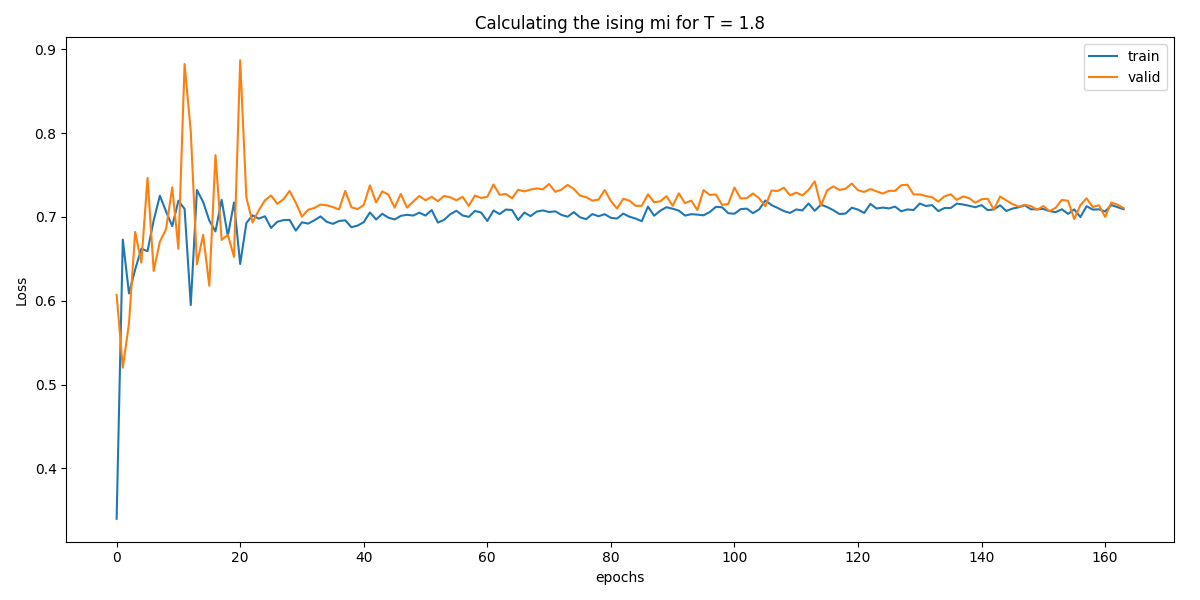 Calculating the ising mi for T = 1.8
train
valid
0.9
0.8
0.7
0.6
0.5
0.4
Loss
0 20 40 60 80 100 120 140 160
epochs